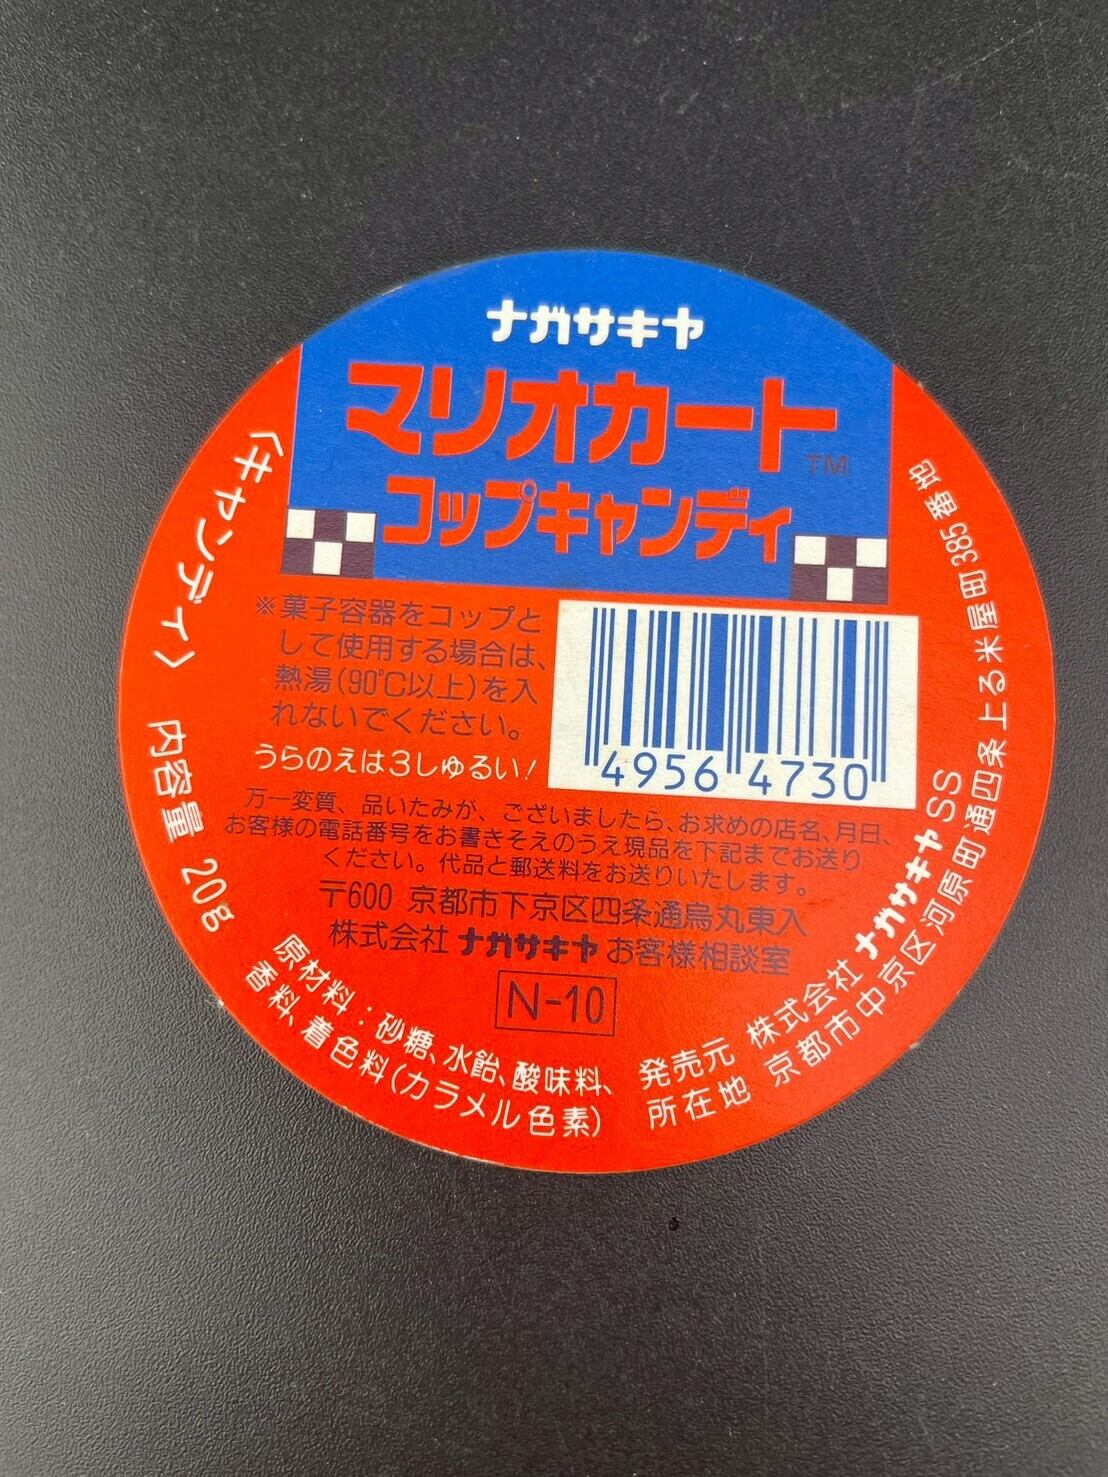 ナガサキヤ
マリオカート
TM
コップキャンディ
※菓子容器をコップと
して使用する場合は、
熱湯(90℃以上)を入
れないでください。
うらのえは3しゅるい!
4956 4730
万一変質、品いたみが、ございましたら、お求めの店名、月日、
お客様の電話番号をお書きそえのうえ現品を下記までお送り
ください。代品と郵送料をお送りいたします。
〒600 京都市下京区四条通烏丸東入
株式会社 ナガサキヤ お客様相談室
N-10
〈キャンディ〉 内容量 20g
原材料:砂糖、水飴、酸味料、
香料、着色料(カラメル色素)
発売元 株式会社 ナガサキヤSS
所在地 京都市中京区河原町通四条上る米屋町385番地